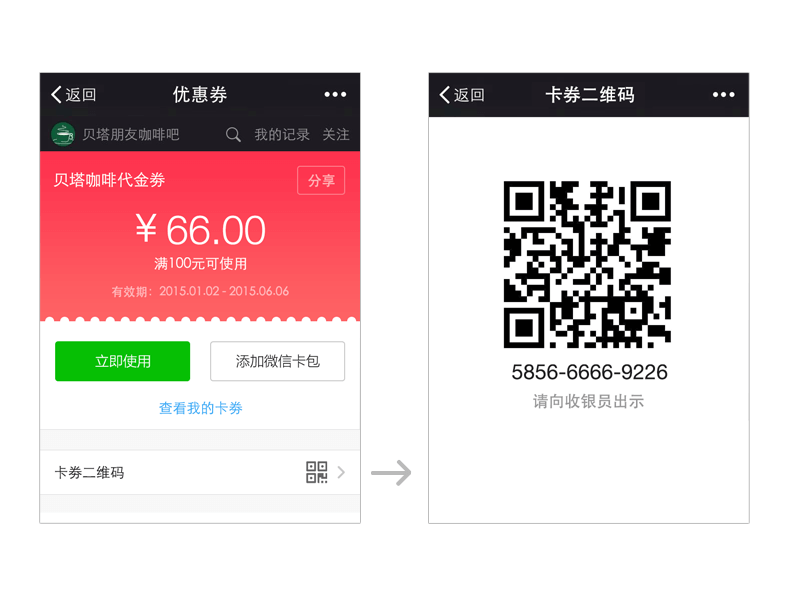 返回
优惠券
•••
贝塔朋友咖啡吧
我的记录
关注
贝塔咖啡代金券
分享
¥66.00
满100元可使用
有效期：2015.01.02 - 2015.06.06
立即使用
添加微信卡包
查看我的卡券
卡券二维码
返回
卡券二维码
•••
5856-6666-9226
请向收银员出示